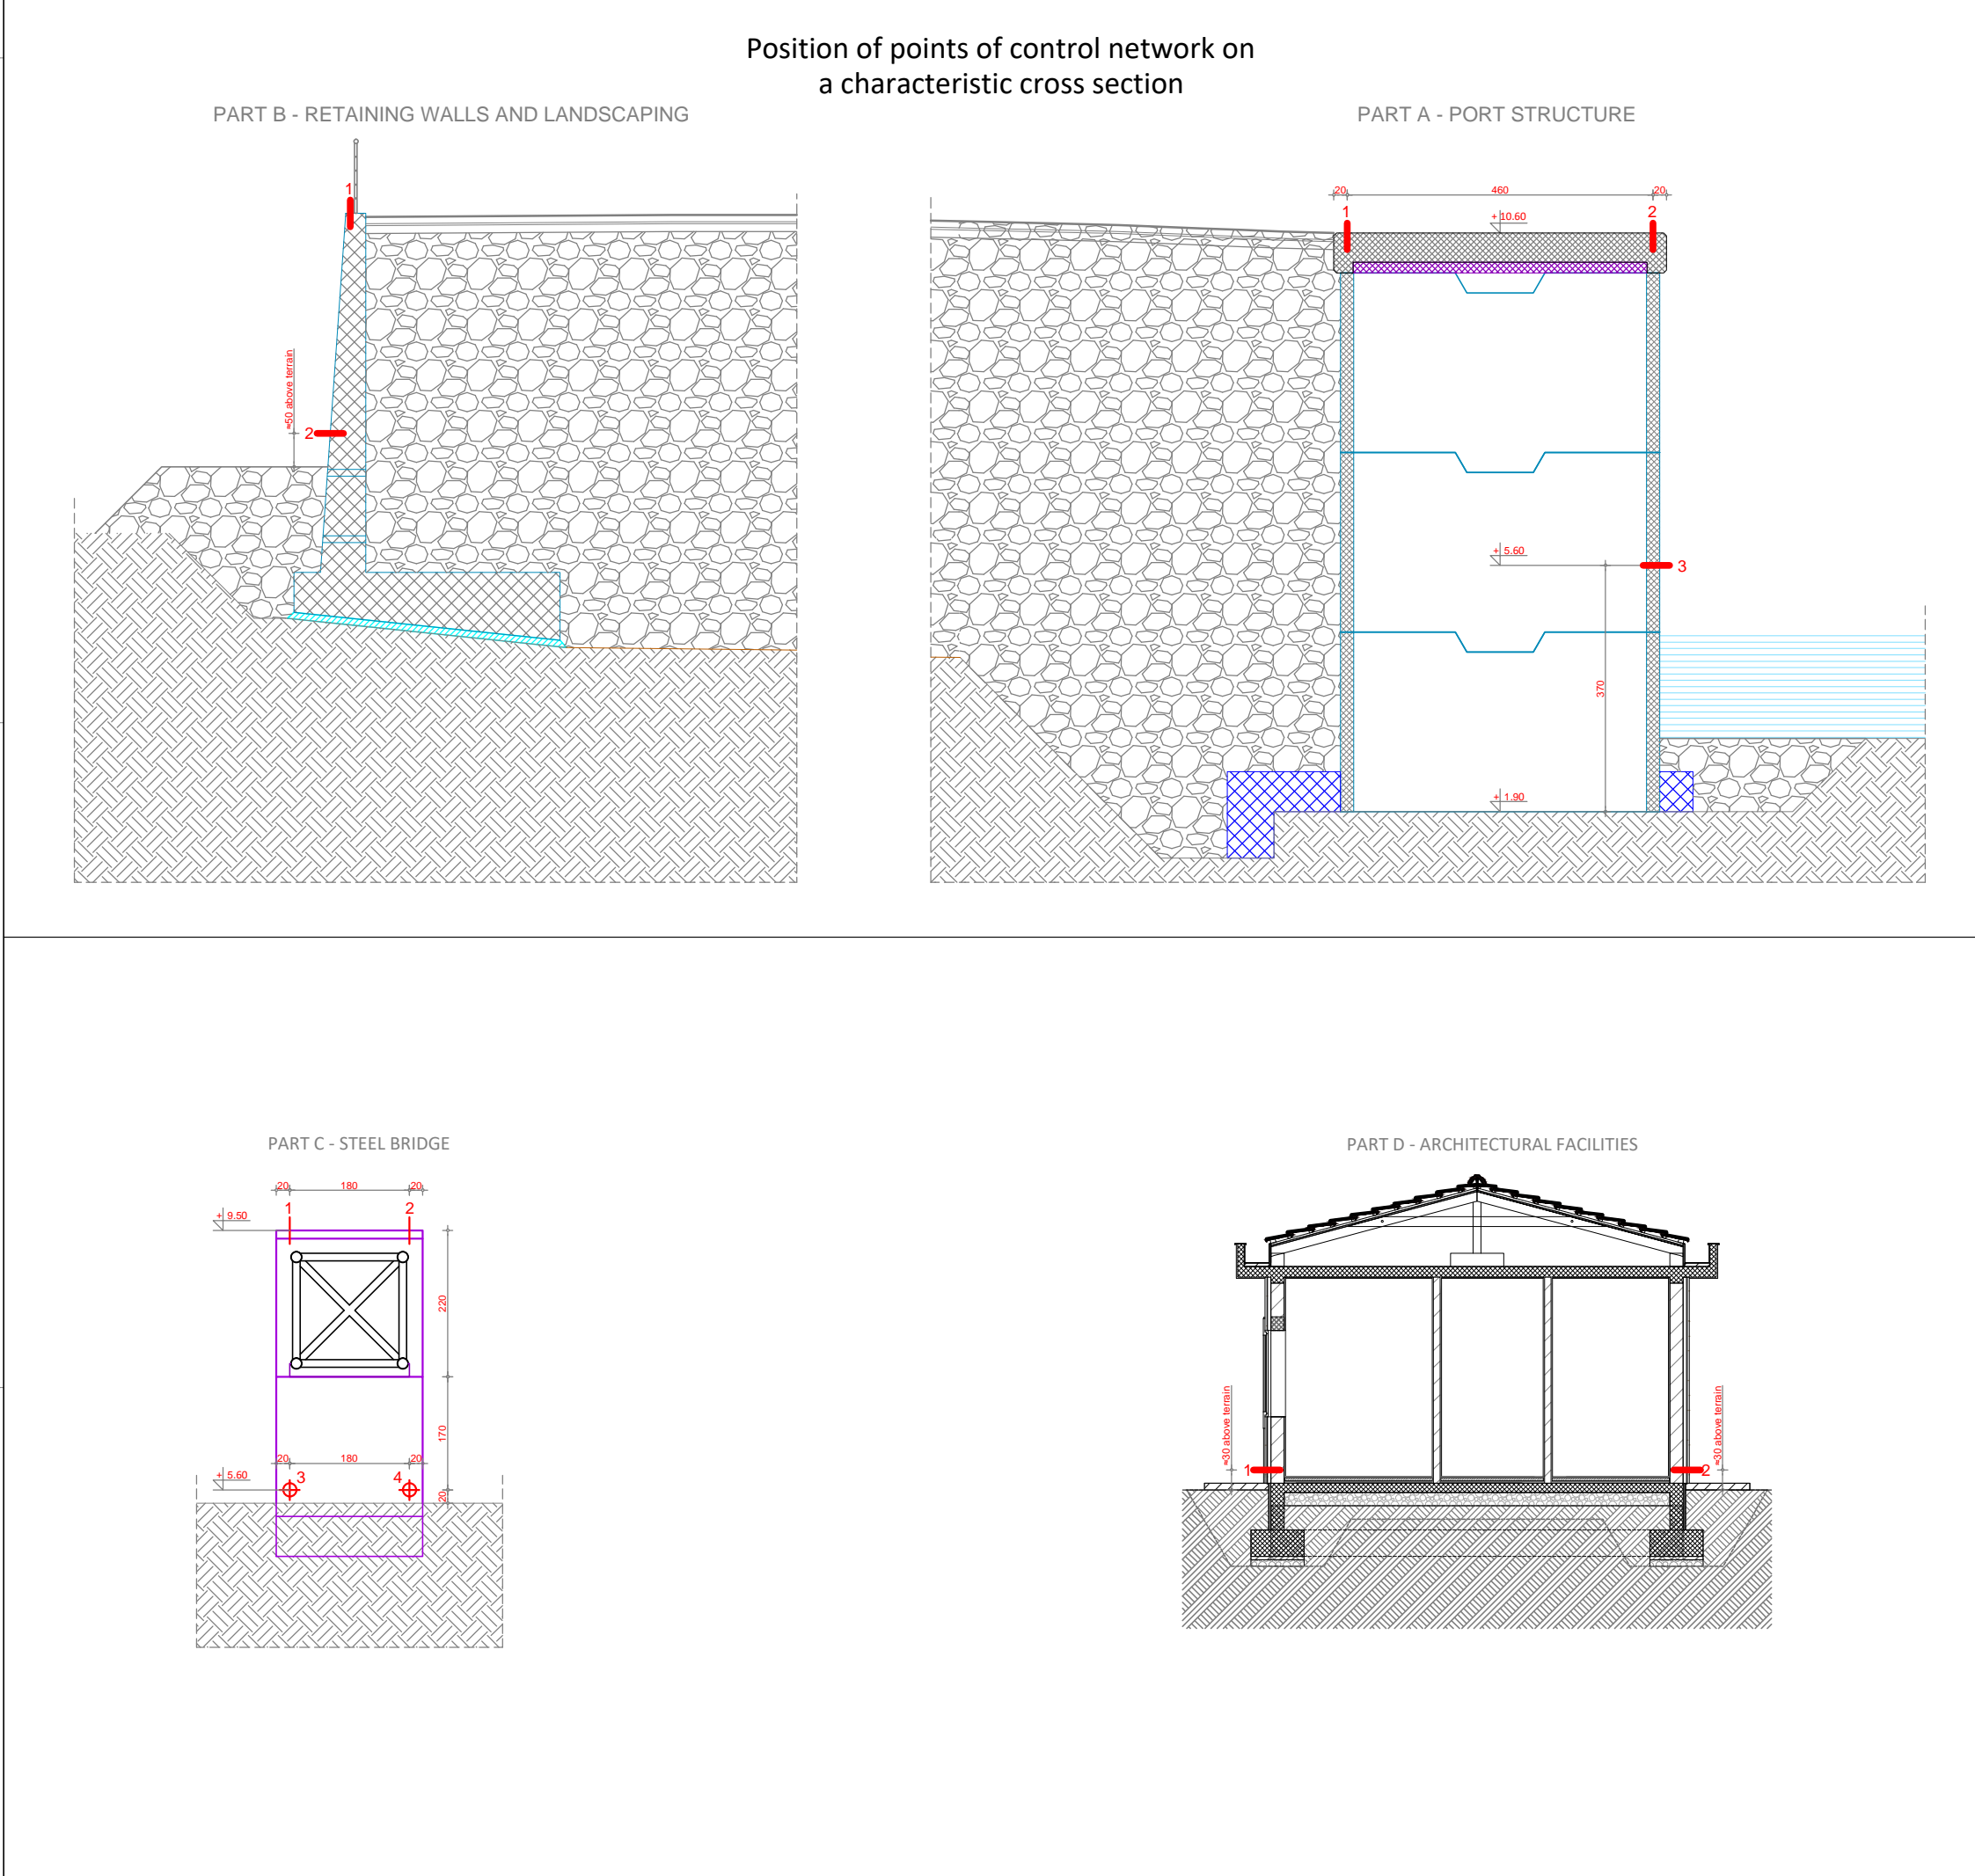 Position of points of control network on
a characteristic cross section
PART B - RETAINING WALLS AND LANDSCAPING
1
≈50 above terrain
2
PART A - PORT STRUCTURE
20 460 20
1 + 10.60 2
+ 5.60
3
370
+ 1.90
PART C - STEEL BRIDGE
20 180 20
1 2
+ 9.50
220
170
20 180 20
+ 5.60
3 4
20
PART D - ARCHITECTURAL FACILITIES
≈30 above terrain
≈30 above terrain
1 2